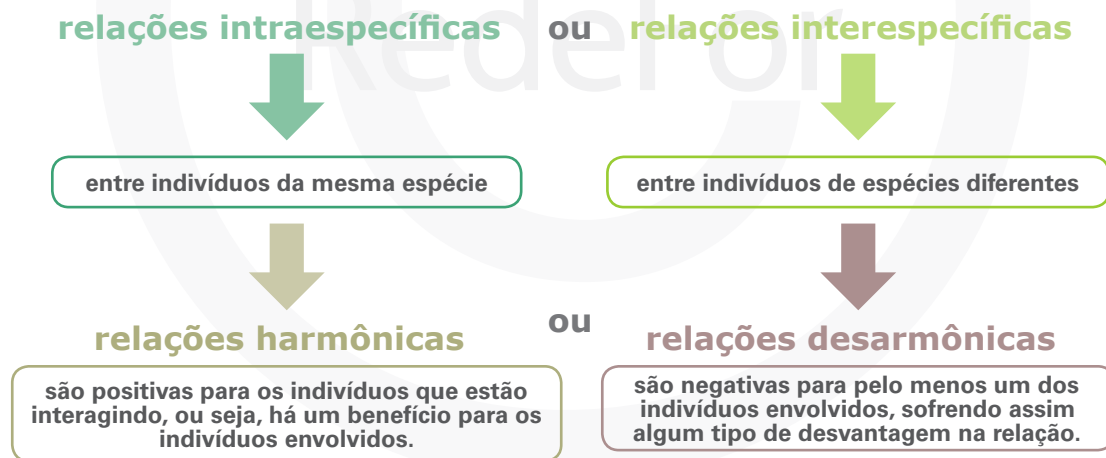 relações intraespecíficas ou relações interespecíficas
entre indivíduos da mesma espécie
entre indivíduos de espécies diferentes
relações harmônicas ou relações desarmônicas
são positivas para os indivíduos que estão
interagindo, ou seja, há um benefício para os
indivíduos envolvidos.
são negativas para pelo menos um dos
indivíduos envolvidos, sofrendo assim
algum tipo de desvantagem na relação.
RedeFor